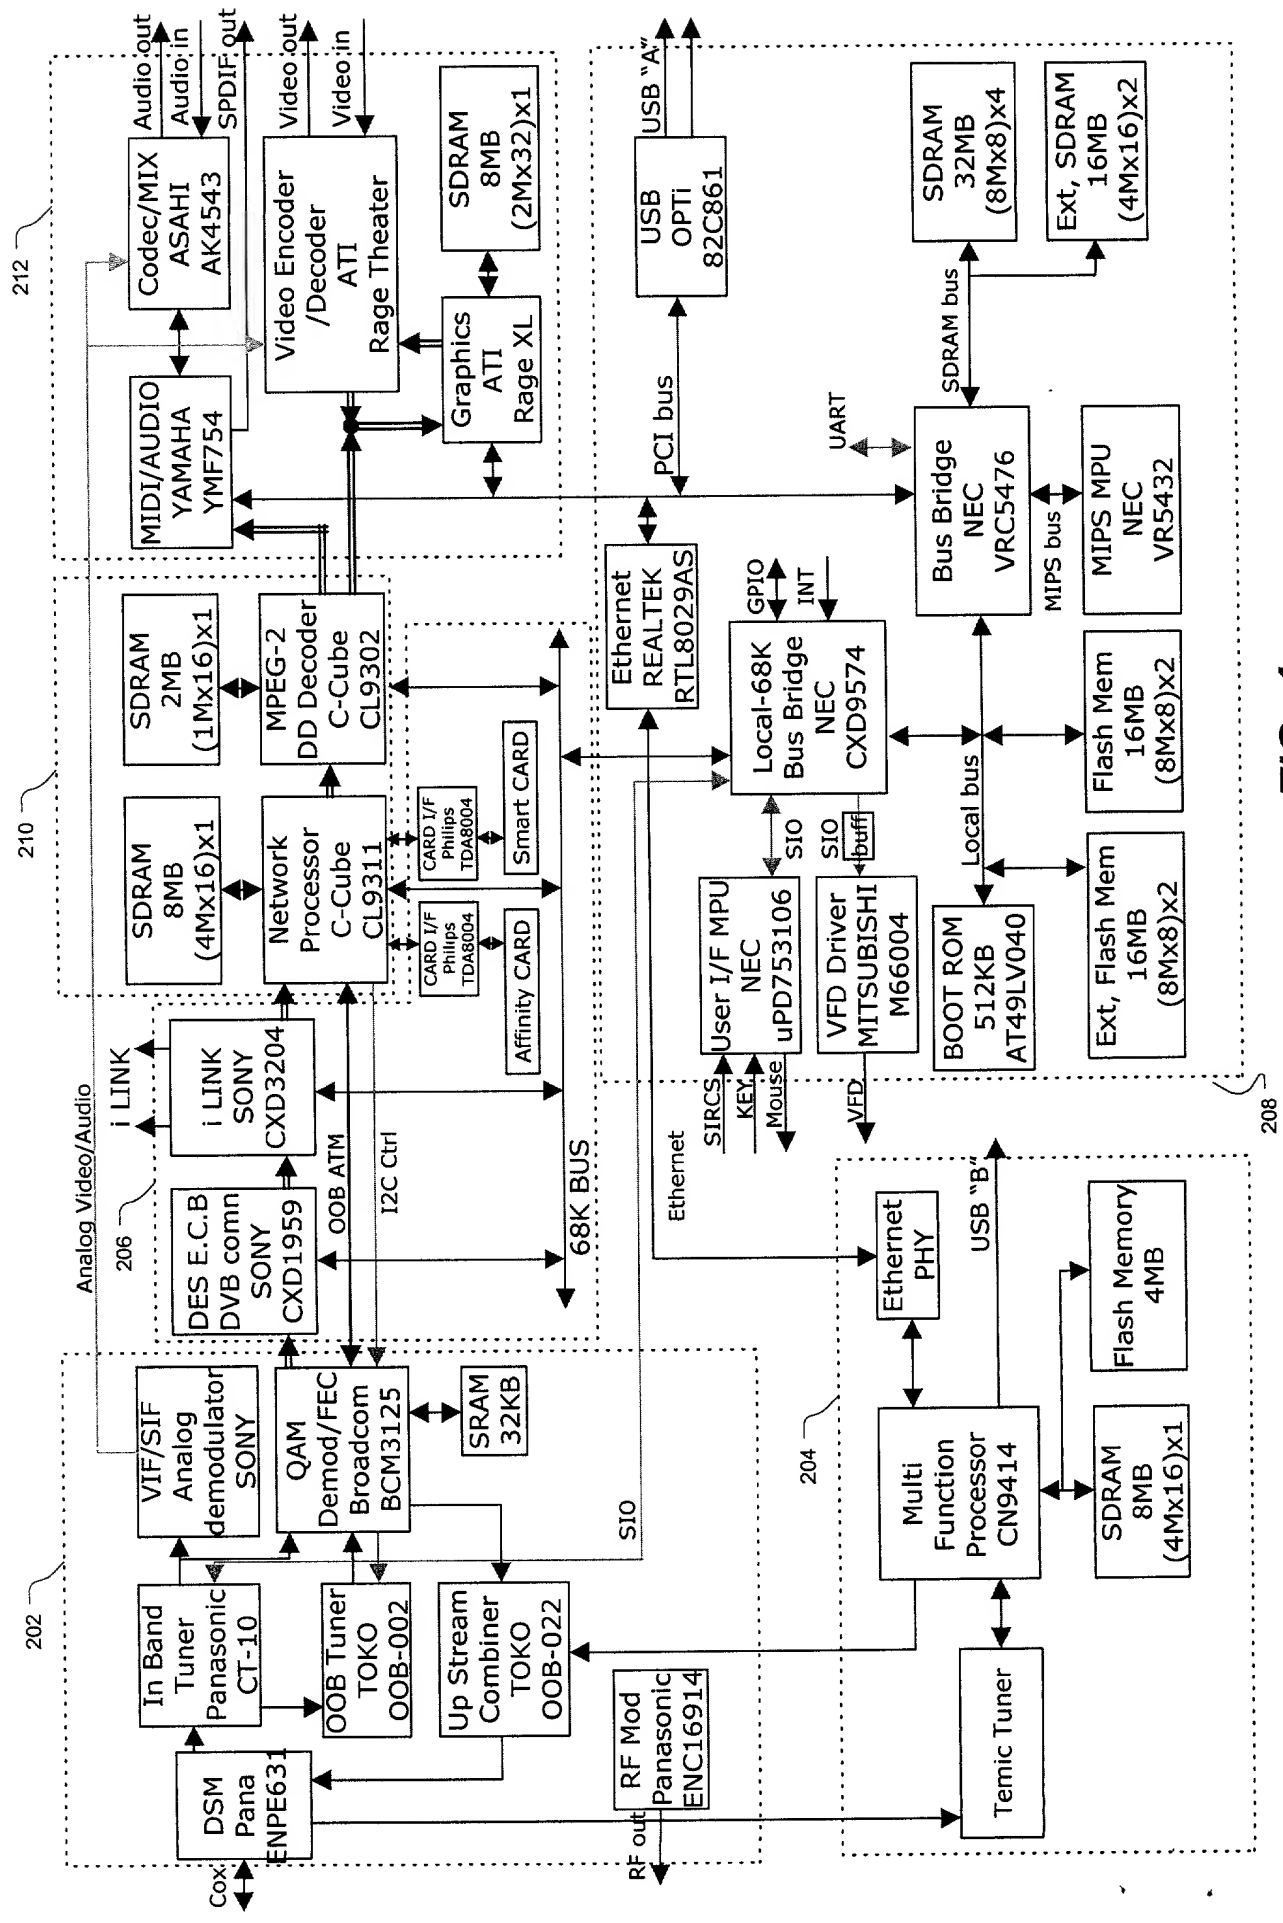 212
Audio out
Audio in
SPDIF out
Video out
Video in
Codec/MIX
ASAHI
AK4543
MIDI/AUDIO
YAMAHA
YMF754
Video Encoder
/Decoder
ATI
Rage Theater
Graphics
ATI
Rage XL
SDRAM
8MB
(2Mx32)x1
210
SDRAM
2MB
(1Mx16)x1
SDRAM
8MB
(4Mx16)x1
MPEG-2
DD Decoder
C-Cube
CL9302
Network
Processor
C-Cube
CL9311
CARD I/F
Philips
TDA8004
Smart CARD
CARD I/F
Philips
TDA8004
Affinity CARD
Analog Video/Audio
206
i LINK
i LINK
SONY
CXD3204
DES E.C.B
DVB comn
SONY
CXD1959
OOB ATM
I2C Ctrl
68K BUS
202
VIF/SIF
Analog
demodulator
SONY
QAM
Demod/FEC
Broadcom
BCM3125
SRAM
32KB
In Band
Tuner
Panasonic
CT-10
OOB Tuner
TOKO
OOB-002
Up Stream
Combiner
TOKO
OOB-022
DSM
Pana
ENPE631
Cox
RF Mod
Panasonic
ENC16914
RF out
SIO
USB "A"
USB
OPTi
82C861
PCI bus
SDRAM
32MB
(8Mx8)x4
Ext, SDRAM
16MB
(4Mx16)x2
SDRAM bus
UART
Bus Bridge
NEC
VRC5476
MIPS bus
MIPS MPU
NEC
VR5432
Ethernet
REALTEK
RTL8029AS
GPIO
INT
Local-68K
Bus Bridge
NEC
CXD9574
SIO
SIO
buff
Local bus
Flash Mem
16MB
(8Mx8)x2
Ext, Flash Mem
16MB
(8Mx8)x2
BOOT ROM
512KB
AT49LV040
User I/F MPU
NEC
uPD753106
VFD Driver
MITSUBISHI
M66004
SIRCS
KEY
Mouse
VFD
208
Ethernet
204
Ethernet
PHY
USB "B"
Multi
Function
Processor
CN9414
Flash Memory
4MB
SDRAM
8MB
(4Mx16)x1
Temic Tuner